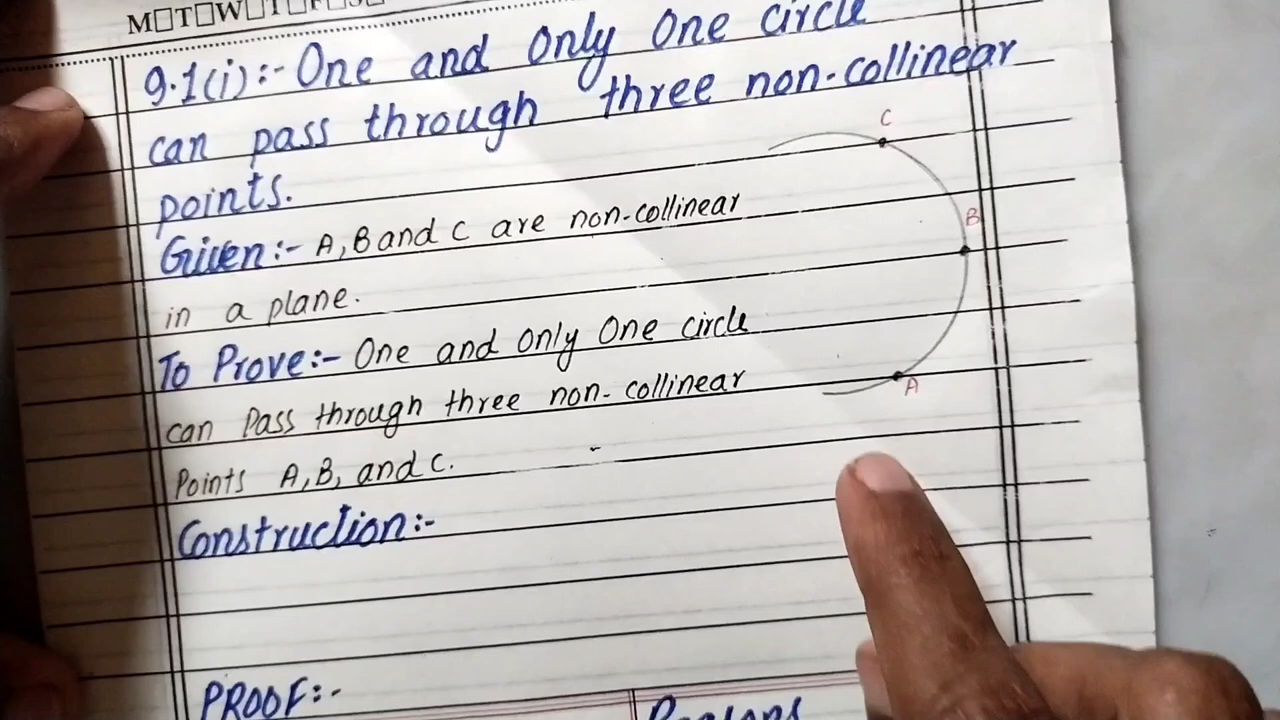 M□T□W□T□F□S□
9.1(i):- One and Only One circle
can pass through three non-collinear
points.
Given:- A, B and C are non-collinear
in a plane.
To Prove:- One and Only One circle
can Pass through three non-collinear
Points A, B, and C.
Construction:-
PROOF:-
Reasons
C
B
A